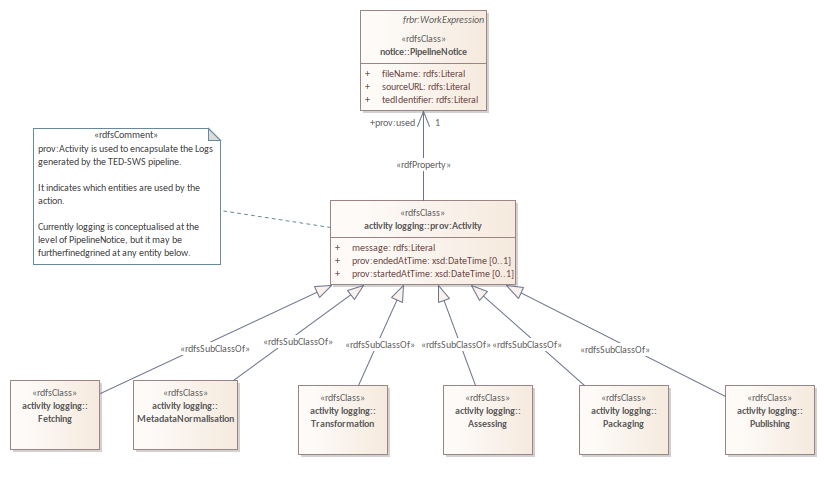 frbr:WorkExpression
«rdfsClass»
notice::PipelineNotice
+ fileName: rdfs:Literal
+ sourceURL: rdfs:Literal
+ tedIdentifier: rdfs:Literal
+prov:used 1
«rdfProperty»
«rdfsComment»
prov:Activity is used to encapsulate the Logs
generated by the TED-SWS pipeline.
It indicates which entities are used by the
action.
Currently logging is conceptualised at the
level of PipelineNotice, but it may be
furtherfinedgrined at any entity below.
«rdfsClass»
activity logging::prov:Activity
+ message: rdfs:Literal
+ prov:endedAtTime: xsd:DateTime [0..1]
+ prov:startedAtTime: xsd:DateTime [0..1]
«rdfsSubClassOf»
«rdfsSubClassOf»
«rdfsSubClassOf»
«rdfsSubClassOf»
«rdfsSubClassOf»
«rdfsSubClassOf»
«rdfsClass»
activity logging::
Fetching
«rdfsClass»
activity logging::
MetadataNormalisation
«rdfsClass»
activity logging::
Transformation
«rdfsClass»
activity logging::
Assessing
«rdfsClass»
activity logging::
Packaging
«rdfsClass»
activity logging::
Publishing